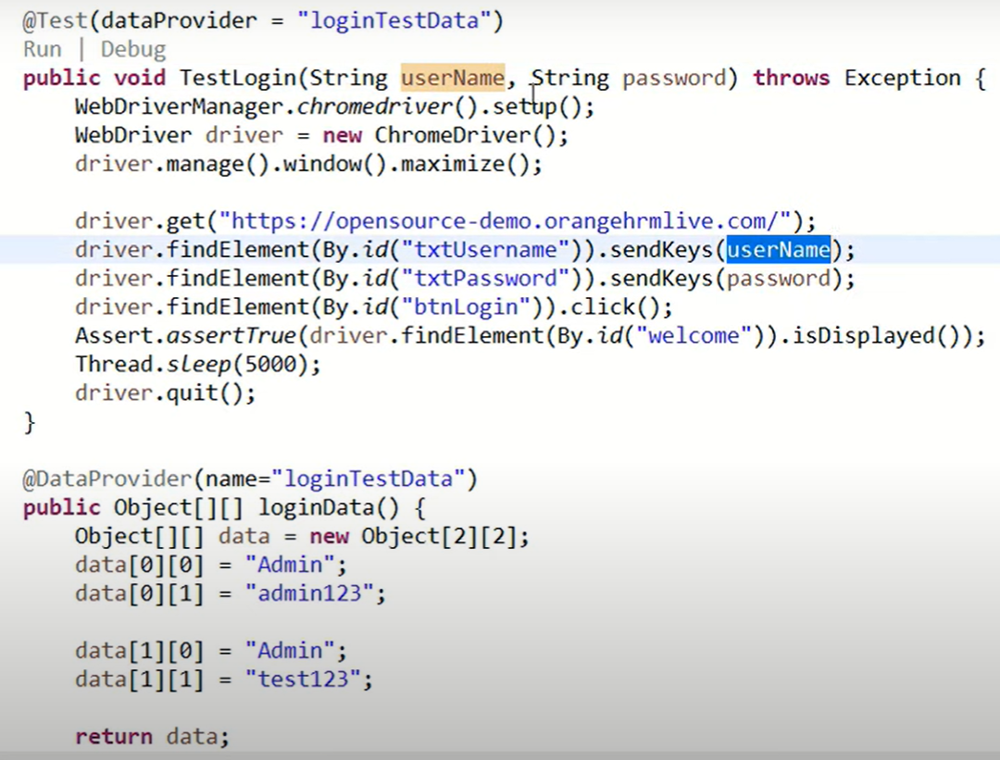 @Test(dataProvider = "loginTestData")
Run | Debug
public void TestLogin(String userName, String password) throws Exception {
WebDriverManager.chromedriver().setup();
WebDriver driver = new ChromeDriver();
driver.manage().window().maximize();
driver.get("https://opensource-demo.orangehrmlive.com/");
driver.findElement(By.id("txtUsername")).sendKeys(userName);
driver.findElement(By.id("txtPassword")).sendKeys(password);
driver.findElement(By.id("btnLogin")).click();
Assert.assertTrue(driver.findElement(By.id("welcome")).isDisplayed());
Thread.sleep(5000);
driver.quit();
}
@DataProvider(name="loginTestData")
public Object[][] loginData() {
Object[][] data = new Object[2][2];
data[0][0] = "Admin";
data[0][1] = "admin123";
data[1][0] = "Admin";
data[1][1] = "test123";
return data;